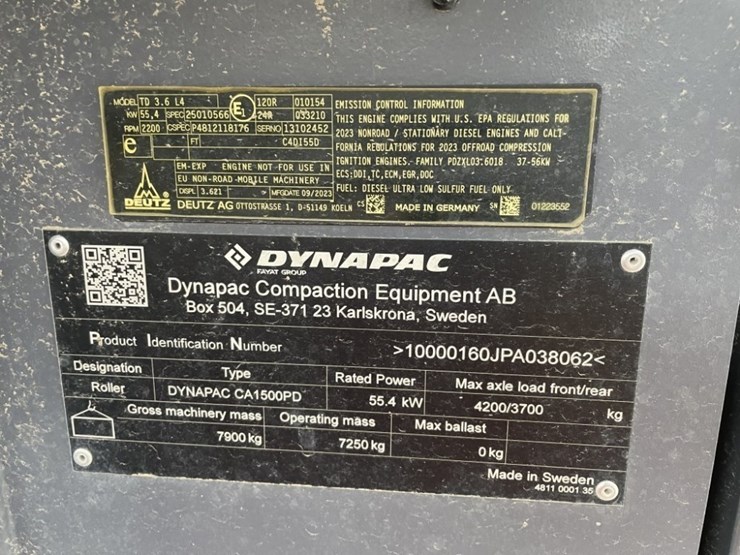 MODEL TD 3.6 L4 120R 010154
KW 55,4 SPEC 25010566 E1 24R 033210
RPM 2200 CSPEC P4812118176 SERNO 13102452
e FT C4DI55D
EM-EXP ENGINE NOT FOR USE IN
EU NON-ROAD MOBILE MACHINERY
DISPL 3.621 MFGDATE 09/2023
DEUTZ DEUTZ AG OTTOSTRASSE 1, D-51149 KOELN
EMISSION CONTROL INFORMATION
THIS ENGINE COMPLIES WITH U.S. EPA REGULATIONS FOR
2023 NONROAD / STATIONARY DIESEL ENGINES AND CALI-
FORNIA REGULATIONS FOR 2023 OFFROAD COMPRESSION
IGNITION ENGINES. FAMILY PDZXL03.6018 37-56KW
ECS:DDI,TC,ECM,EGR,DOC
FUEL: DIESEL ULTRA LOW SULFUR FUEL ONLY
CS MADE IN GERMANY SN 01223552
DYNAPAC
FAYAT GROUP
Dynapac Compaction Equipment AB
Box 504, SE-371 23 Karlskrona, Sweden
Product Identification Number >10000160JPA038062<
Designation Type Rated Power Max axle load front/rear
Roller DYNAPAC CA1500PD 55.4 kW 4200/3700 kg
Gross machinery mass Operating mass Max ballast
7900 kg 7250 kg 0 kg
Made in Sweden
4811 0001 35